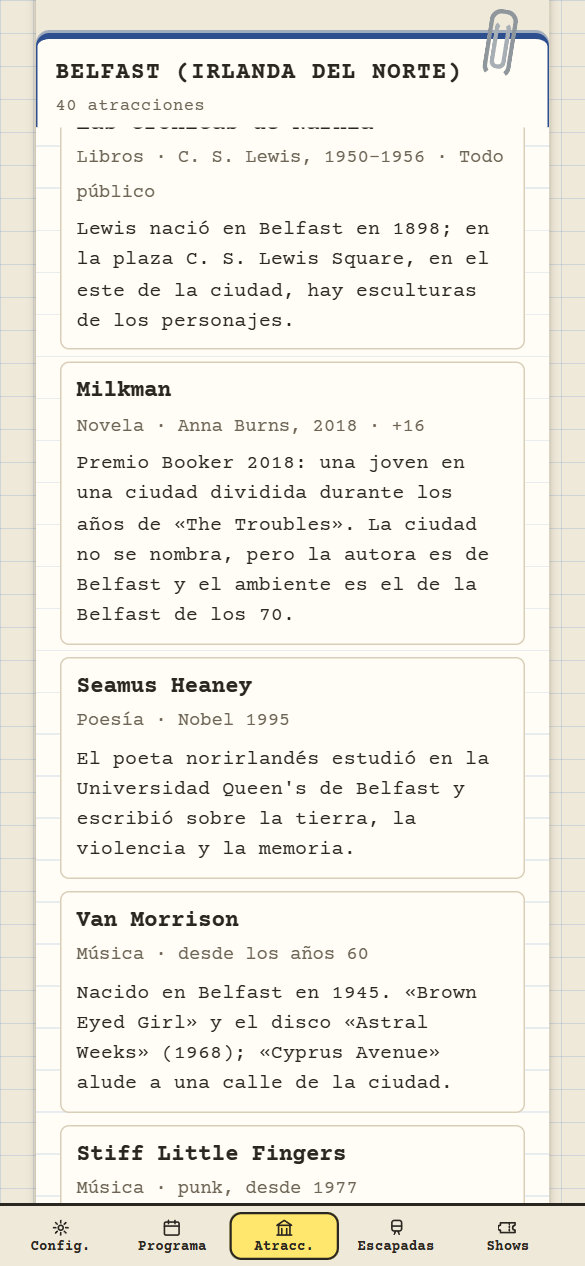 BELFAST (IRLANDA DEL NORTE)
40 atracciones
Las Crónicas de Narnia
Libros · C. S. Lewis, 1950–1956 · Todo
público
Lewis nació en Belfast en 1898; en
la plaza C. S. Lewis Square, en el
este de la ciudad, hay esculturas
de los personajes.
Milkman
Novela · Anna Burns, 2018 · +16
Premio Booker 2018: una joven en
una ciudad dividida durante los
años de «The Troubles». La ciudad
no se nombra, pero la autora es de
Belfast y el ambiente es el de la
Belfast de los 70.
Seamus Heaney
Poesía · Nobel 1995
El poeta norirlandés estudió en la
Universidad Queen's de Belfast y
escribió sobre la tierra, la
violencia y la memoria.
Van Morrison
Música · desde los años 60
Nacido en Belfast en 1945. «Brown
Eyed Girl» y el disco «Astral
Weeks» (1968); «Cyprus Avenue»
alude a una calle de la ciudad.
Stiff Little Fingers
Música · punk, desde 1977
Config.
Programa
Atracc.
Escapadas
Shows